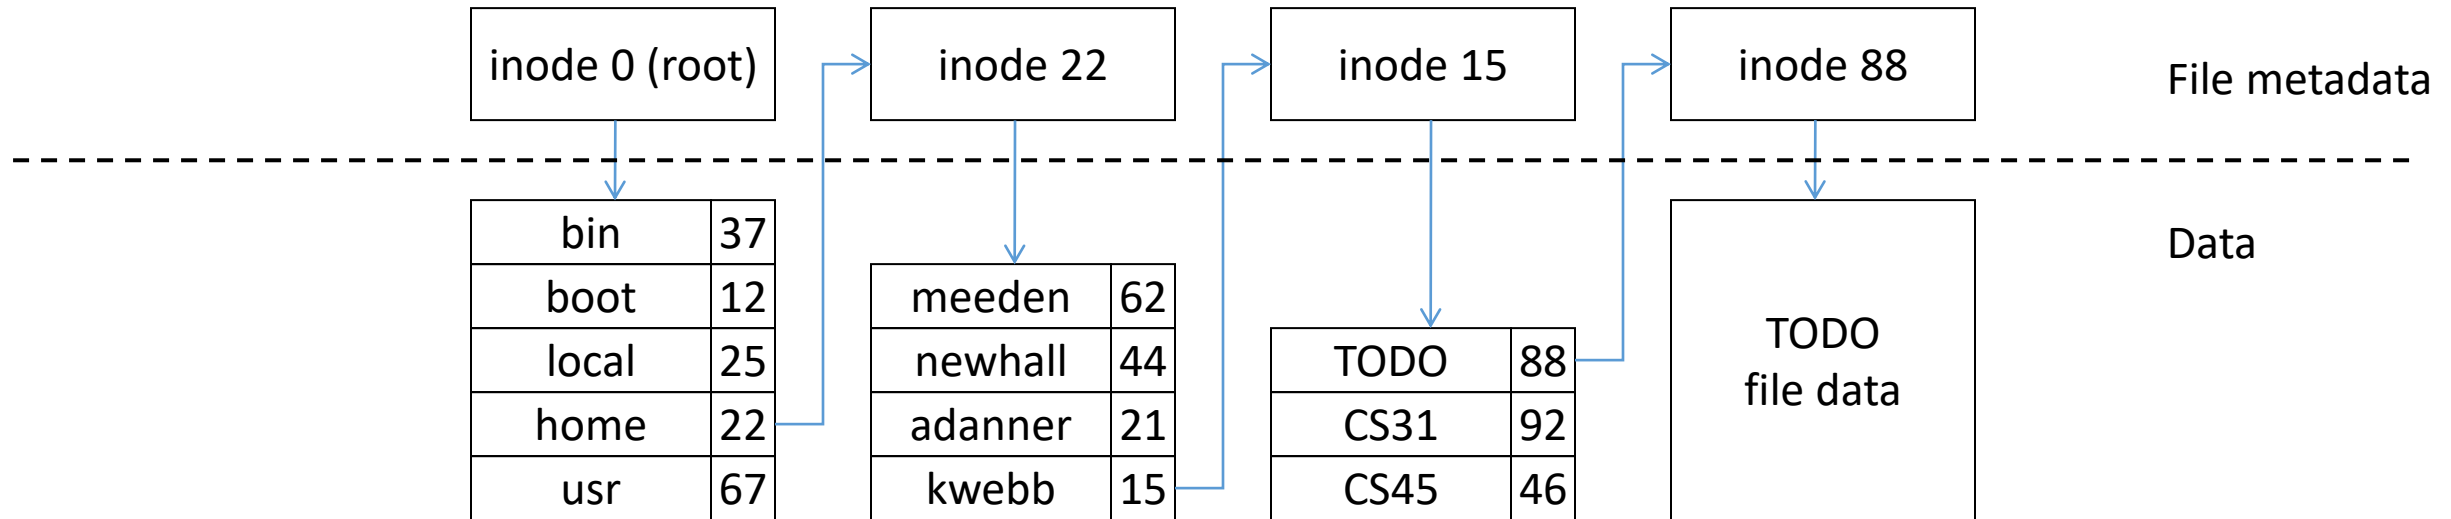 inode 0 (root)
inode 22
inode 15
inode 88
File metadata
bin 37
boot 12
local 25
home 22
usr 67
meeden 62
newhall 44
adanner 21
kwebb 15
TODO 88
CS31 92
CS45 46
TODO
file data
Data